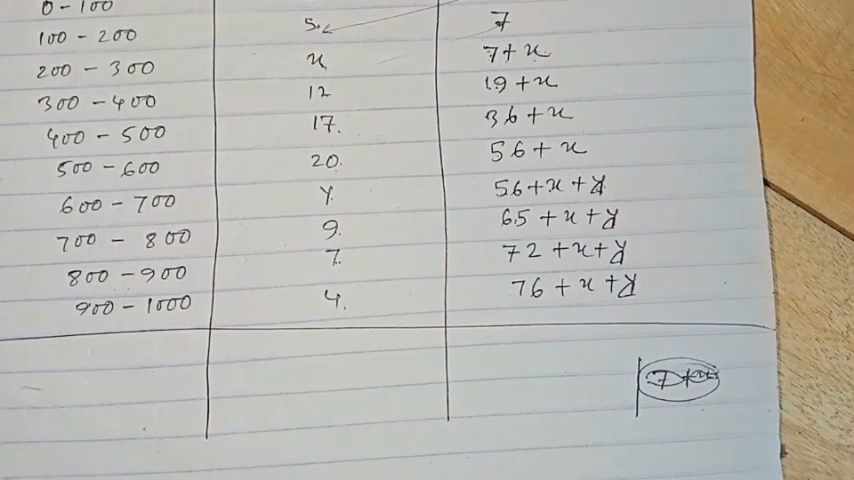 0 - 100
100 - 200 5. 7
200 - 300 x 7 + x
300 - 400 12 19 + x
400 - 500 17. 36 + x
500 - 600 20. 56 + x
600 - 700 y. 56 + x + y
700 - 800 9. 65 + x + y
800 - 900 7. 72 + x + y
900 - 1000 4. 76 + x + y